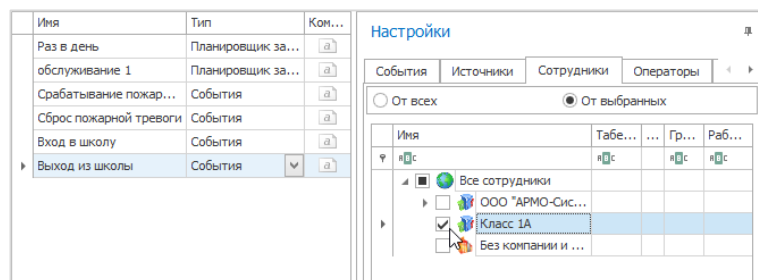 Имя Тип Ком...
Раз в день Планировщик за... a
обслуживание 1 Планировщик за... a
Срабатывание пожар... События a
Сброс пожарной тревоги События a
Вход в школу События a
Выход из школы События a
Настройки
События Источники Сотрудники Операторы
От всех От выбранных
Имя Табе... ... Гр... Раб...
Все сотрудники
ООО "АРМО-Сис...
Класс 1А
Без компании и ...